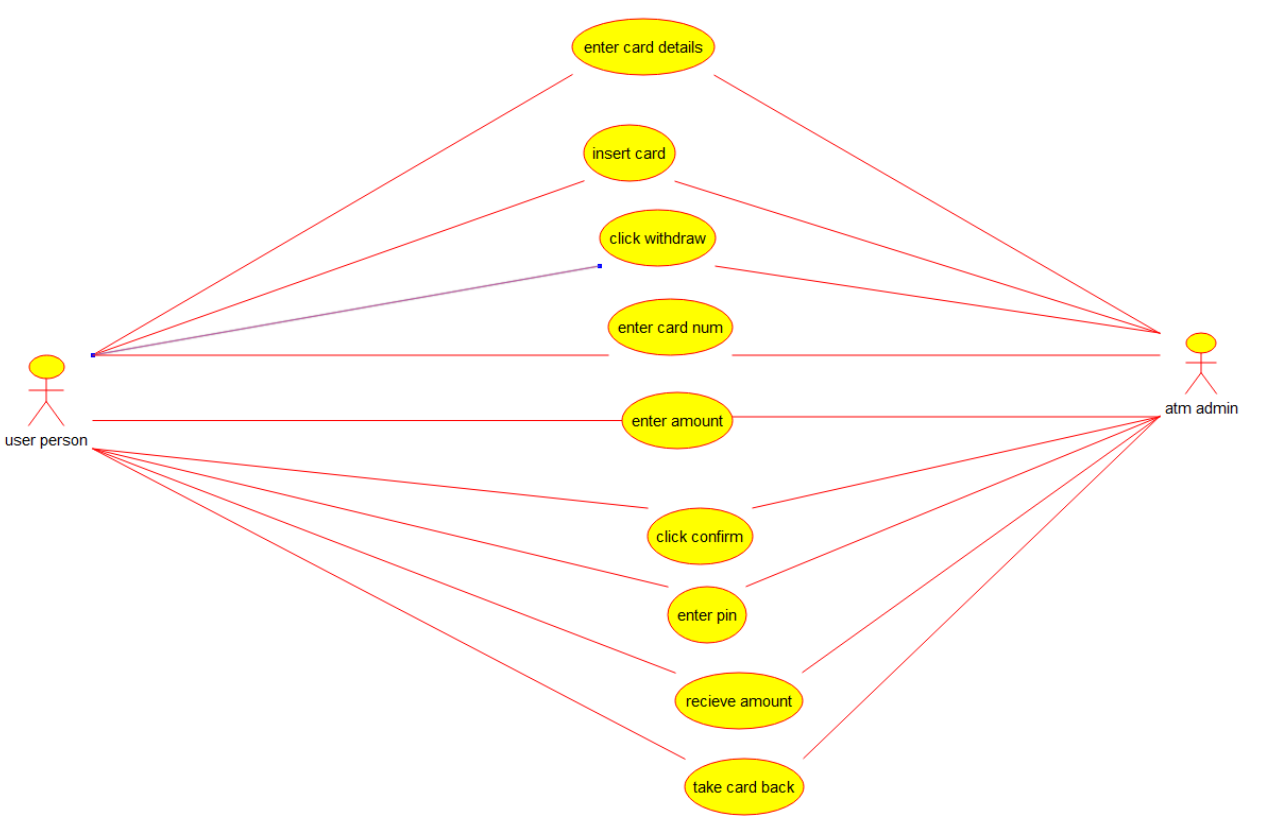 enter card details
insert card
click withdraw
enter card num
user person
atm admin
enter amount
click confirm
enter pin
recieve amount
take card back